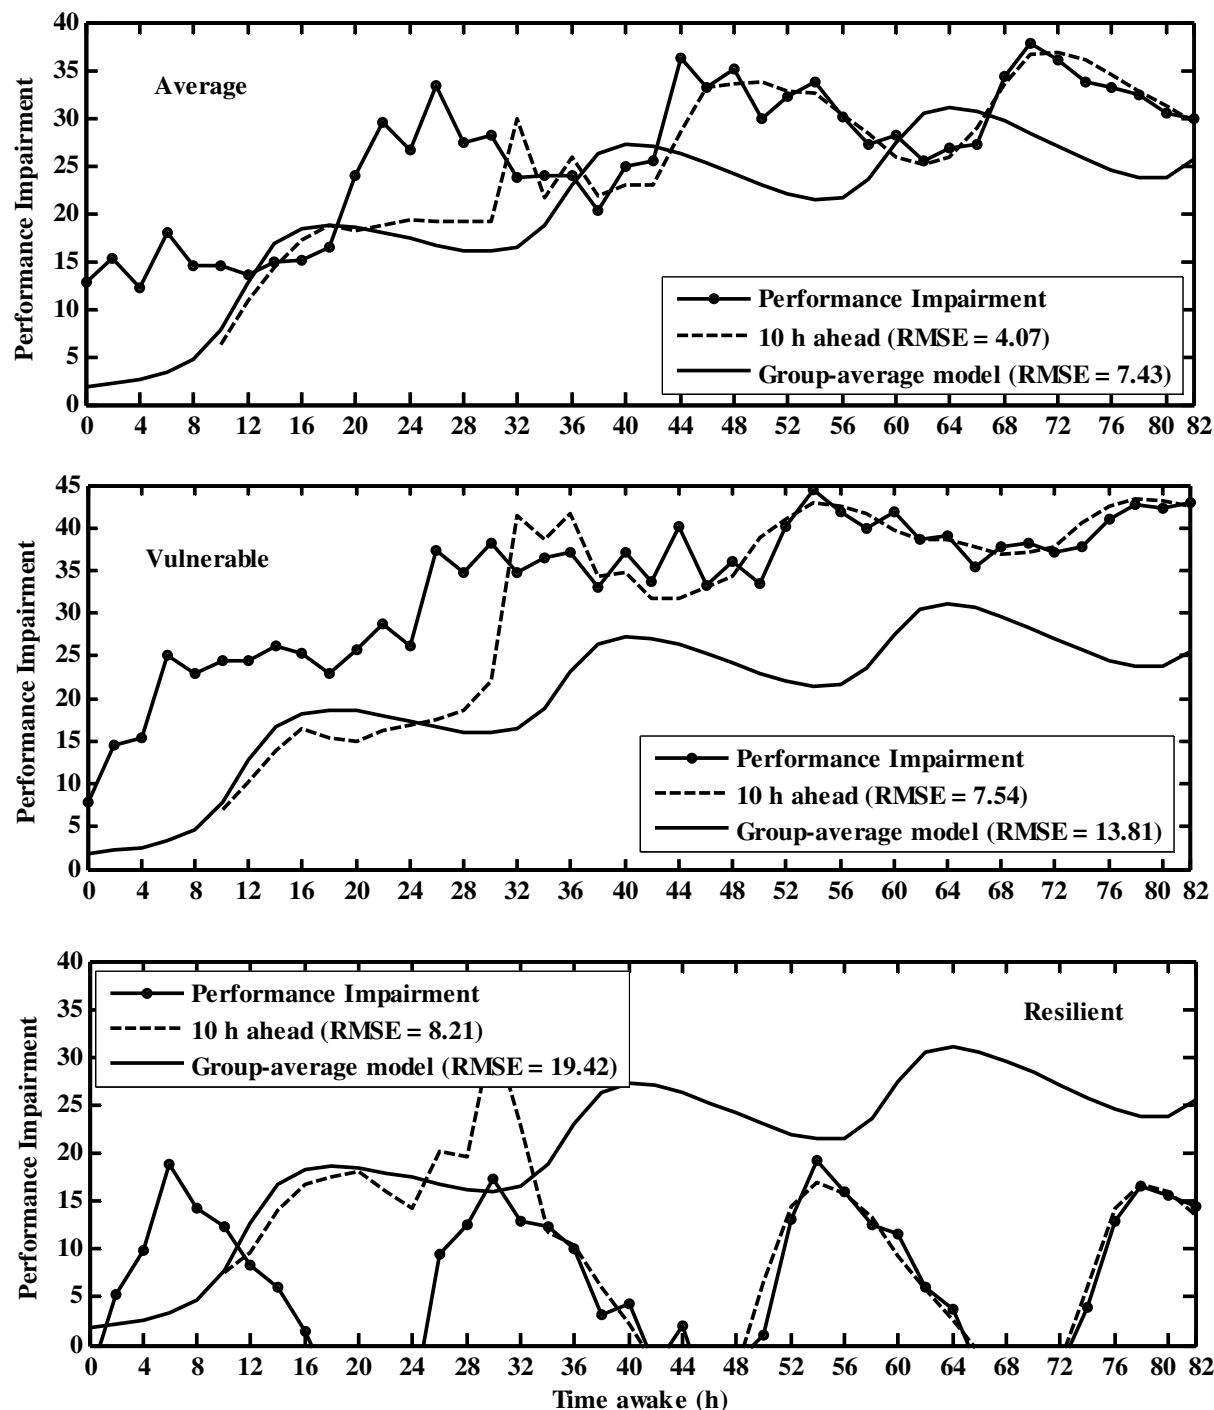 40
35
30
25
20
15
10
5
0
Performance Impairment
Average
Performance Impairment
10 h ahead (RMSE = 4.07)
Group-average model (RMSE = 7.43)
0 4 8 12 16 20 24 28 32 36 40 44 48 52 56 60 64 68 72 76 80 82
45
40
35
30
25
20
15
10
5
0
Performance Impairment
Vulnerable
Performance Impairment
10 h ahead (RMSE = 7.54)
Group-average model (RMSE = 13.81)
0 4 8 12 16 20 24 28 32 36 40 44 48 52 56 60 64 68 72 76 80 82
40
35
30
25
20
15
10
5
0
Performance Impairment
Performance Impairment
10 h ahead (RMSE = 8.21)
Group-average model (RMSE = 19.42)
Resilient
0 4 8 12 16 20 24 28 32 36 40 44 48 52 56 60 64 68 72 76 80 82
Time awake (h)